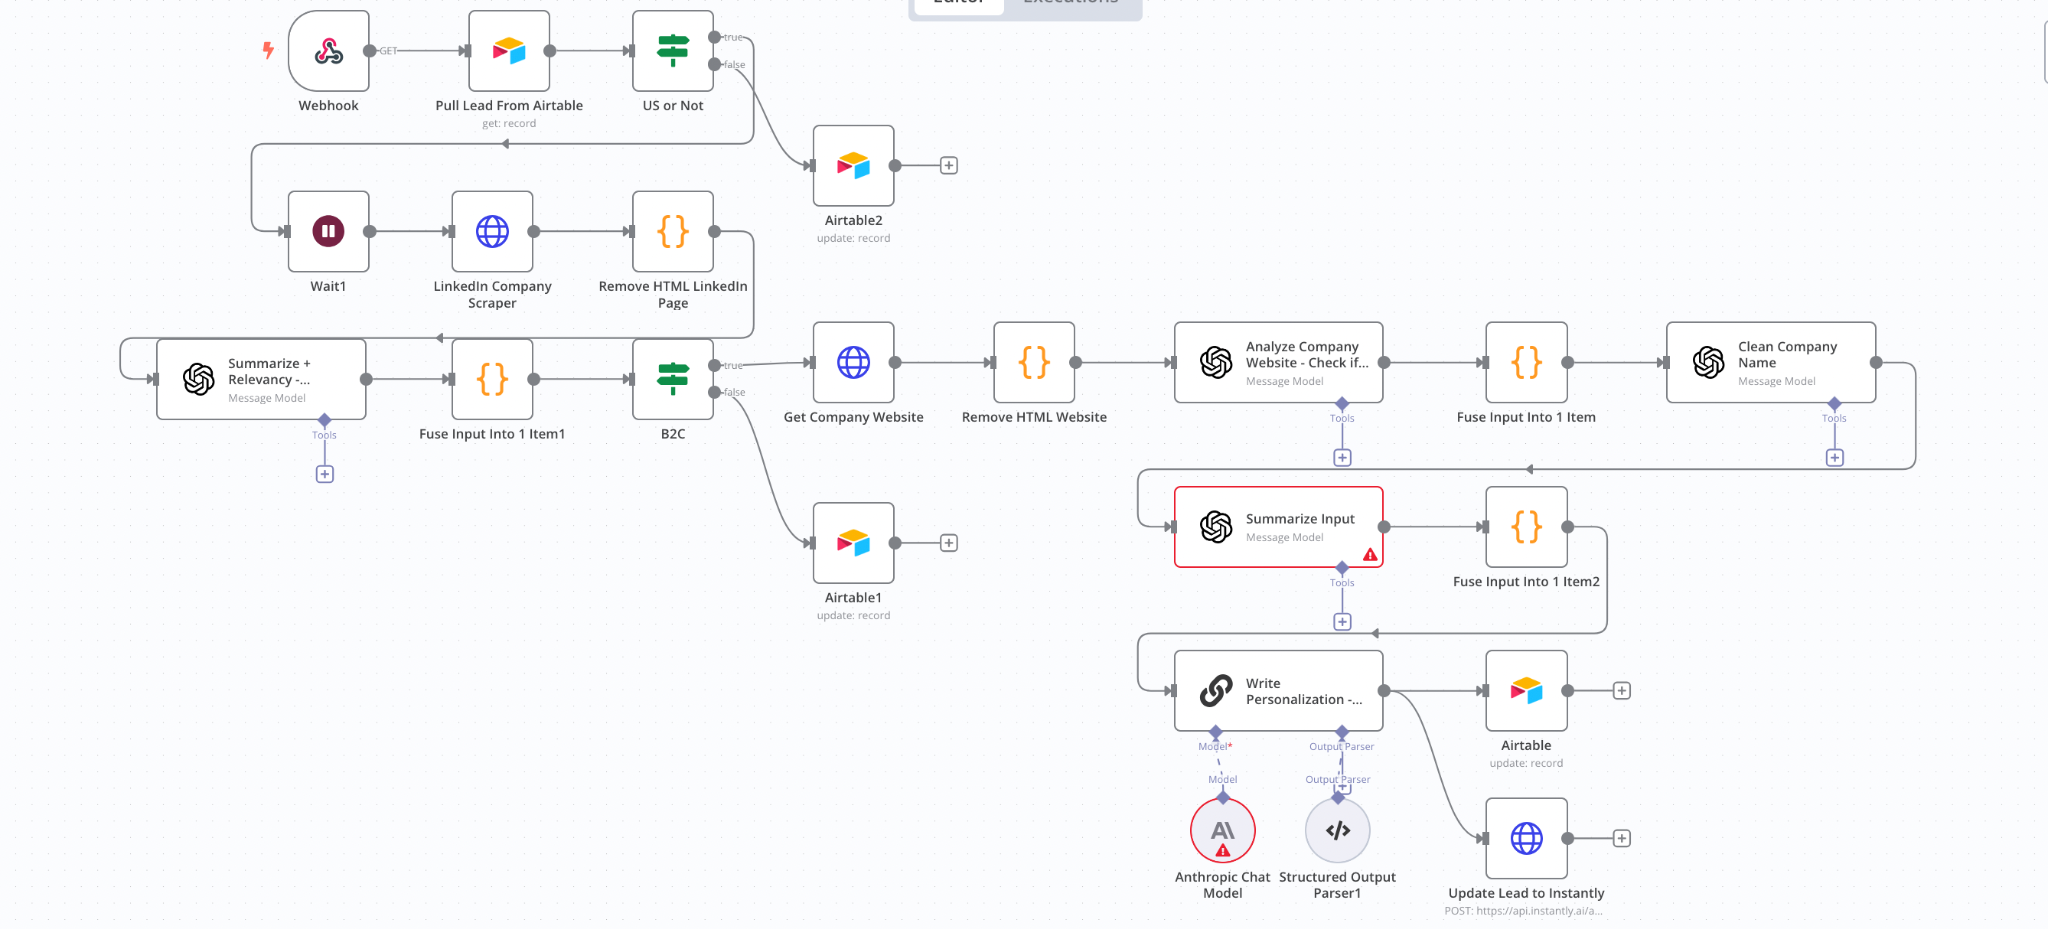 Editor
Executions
GET
true
false
Webhook
Pull Lead From Airtable
get: record
US or Not
Airtable2
update: record
Wait1
LinkedIn Company
Scraper
Remove HTML LinkedIn
Page
Summarize +
Relevancy -...
Message Model
Tools
Fuse Input Into 1 Item1
true
false
B2C
Get Company Website
Remove HTML Website
Analyze Company
Website - Check if...
Message Model
Tools
Fuse Input Into 1 Item
Clean Company
Name
Message Model
Tools
Airtable1
update: record
Summarize Input
Message Model
Tools
Fuse Input Into 1 Item2
Write
Personalization -...
Model*
Output Parser
Model
Output Parser
Anthropic Chat
Model
Structured Output
Parser1
Airtable
update: record
Update Lead to Instantly
POST: https://api.instantly.ai/a...